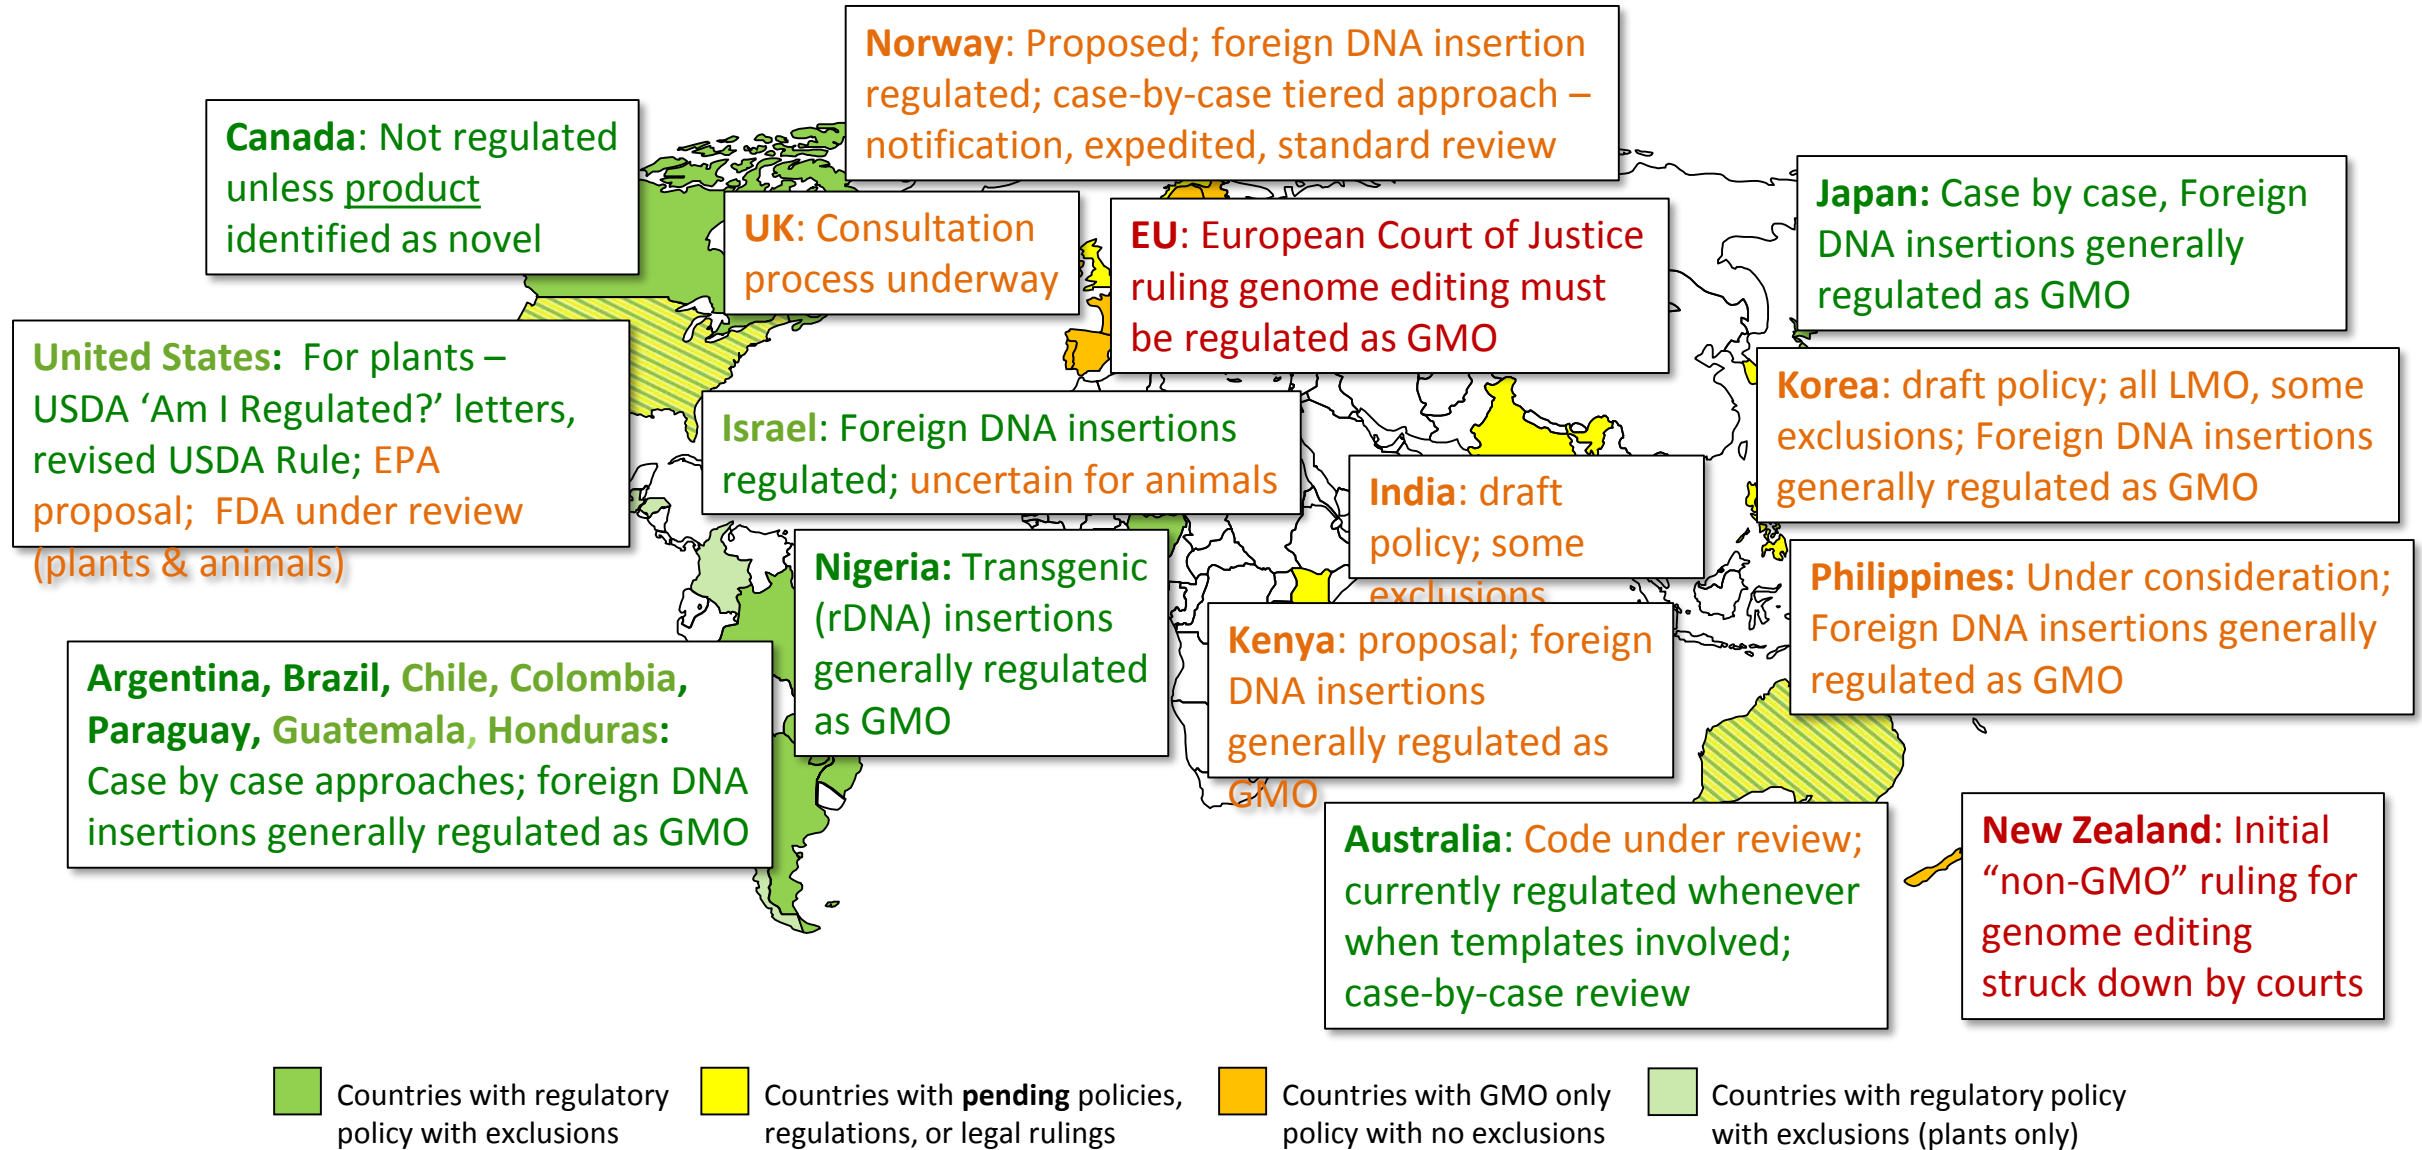 Norway: Proposed; foreign DNA insertion
regulated; case-by-case tiered approach –
notification, expedited, standard review
Canada: Not regulated
unless product
identified as novel
UK: Consultation
process underway
EU: European Court of Justice
ruling genome editing must
be regulated as GMO
Japan: Case by case, Foreign
DNA insertions generally
regulated as GMO
United States: For plants –
USDA ‘Am I Regulated?’ letters,
revised USDA Rule; EPA
proposal; FDA under review
(plants & animals)
Israel: Foreign DNA insertions
regulated; uncertain for animals
India: draft
policy; some
exclusions
Korea: draft policy; all LMO, some
exclusions; Foreign DNA insertions
generally regulated as GMO
Nigeria: Transgenic
(rDNA) insertions
generally regulated
as GMO
Kenya: proposal; foreign
DNA insertions
generally regulated as
GMO
Philippines: Under consideration;
Foreign DNA insertions generally
regulated as GMO
Argentina, Brazil, Chile, Colombia,
Paraguay, Guatemala, Honduras:
Case by case approaches; foreign DNA
insertions generally regulated as GMO
Australia: Code under review;
currently regulated whenever
when templates involved;
case-by-case review
New Zealand: Initial
“non-GMO” ruling for
genome editing
struck down by courts
Countries with regulatory
policy with exclusions
Countries with pending policies,
regulations, or legal rulings
Countries with GMO only
policy with no exclusions
Countries with regulatory policy
with exclusions (plants only)